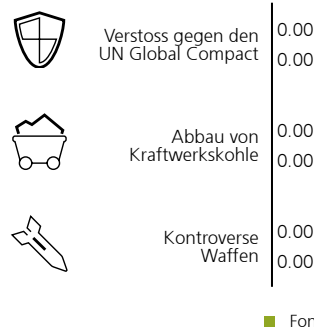 Verstoss gegen den
UN Global Compact
0.00
0.00
Abbau von
Kraftwerkskohle
0.00
0.00
Kontroverse
Waffen
0.00
0.00